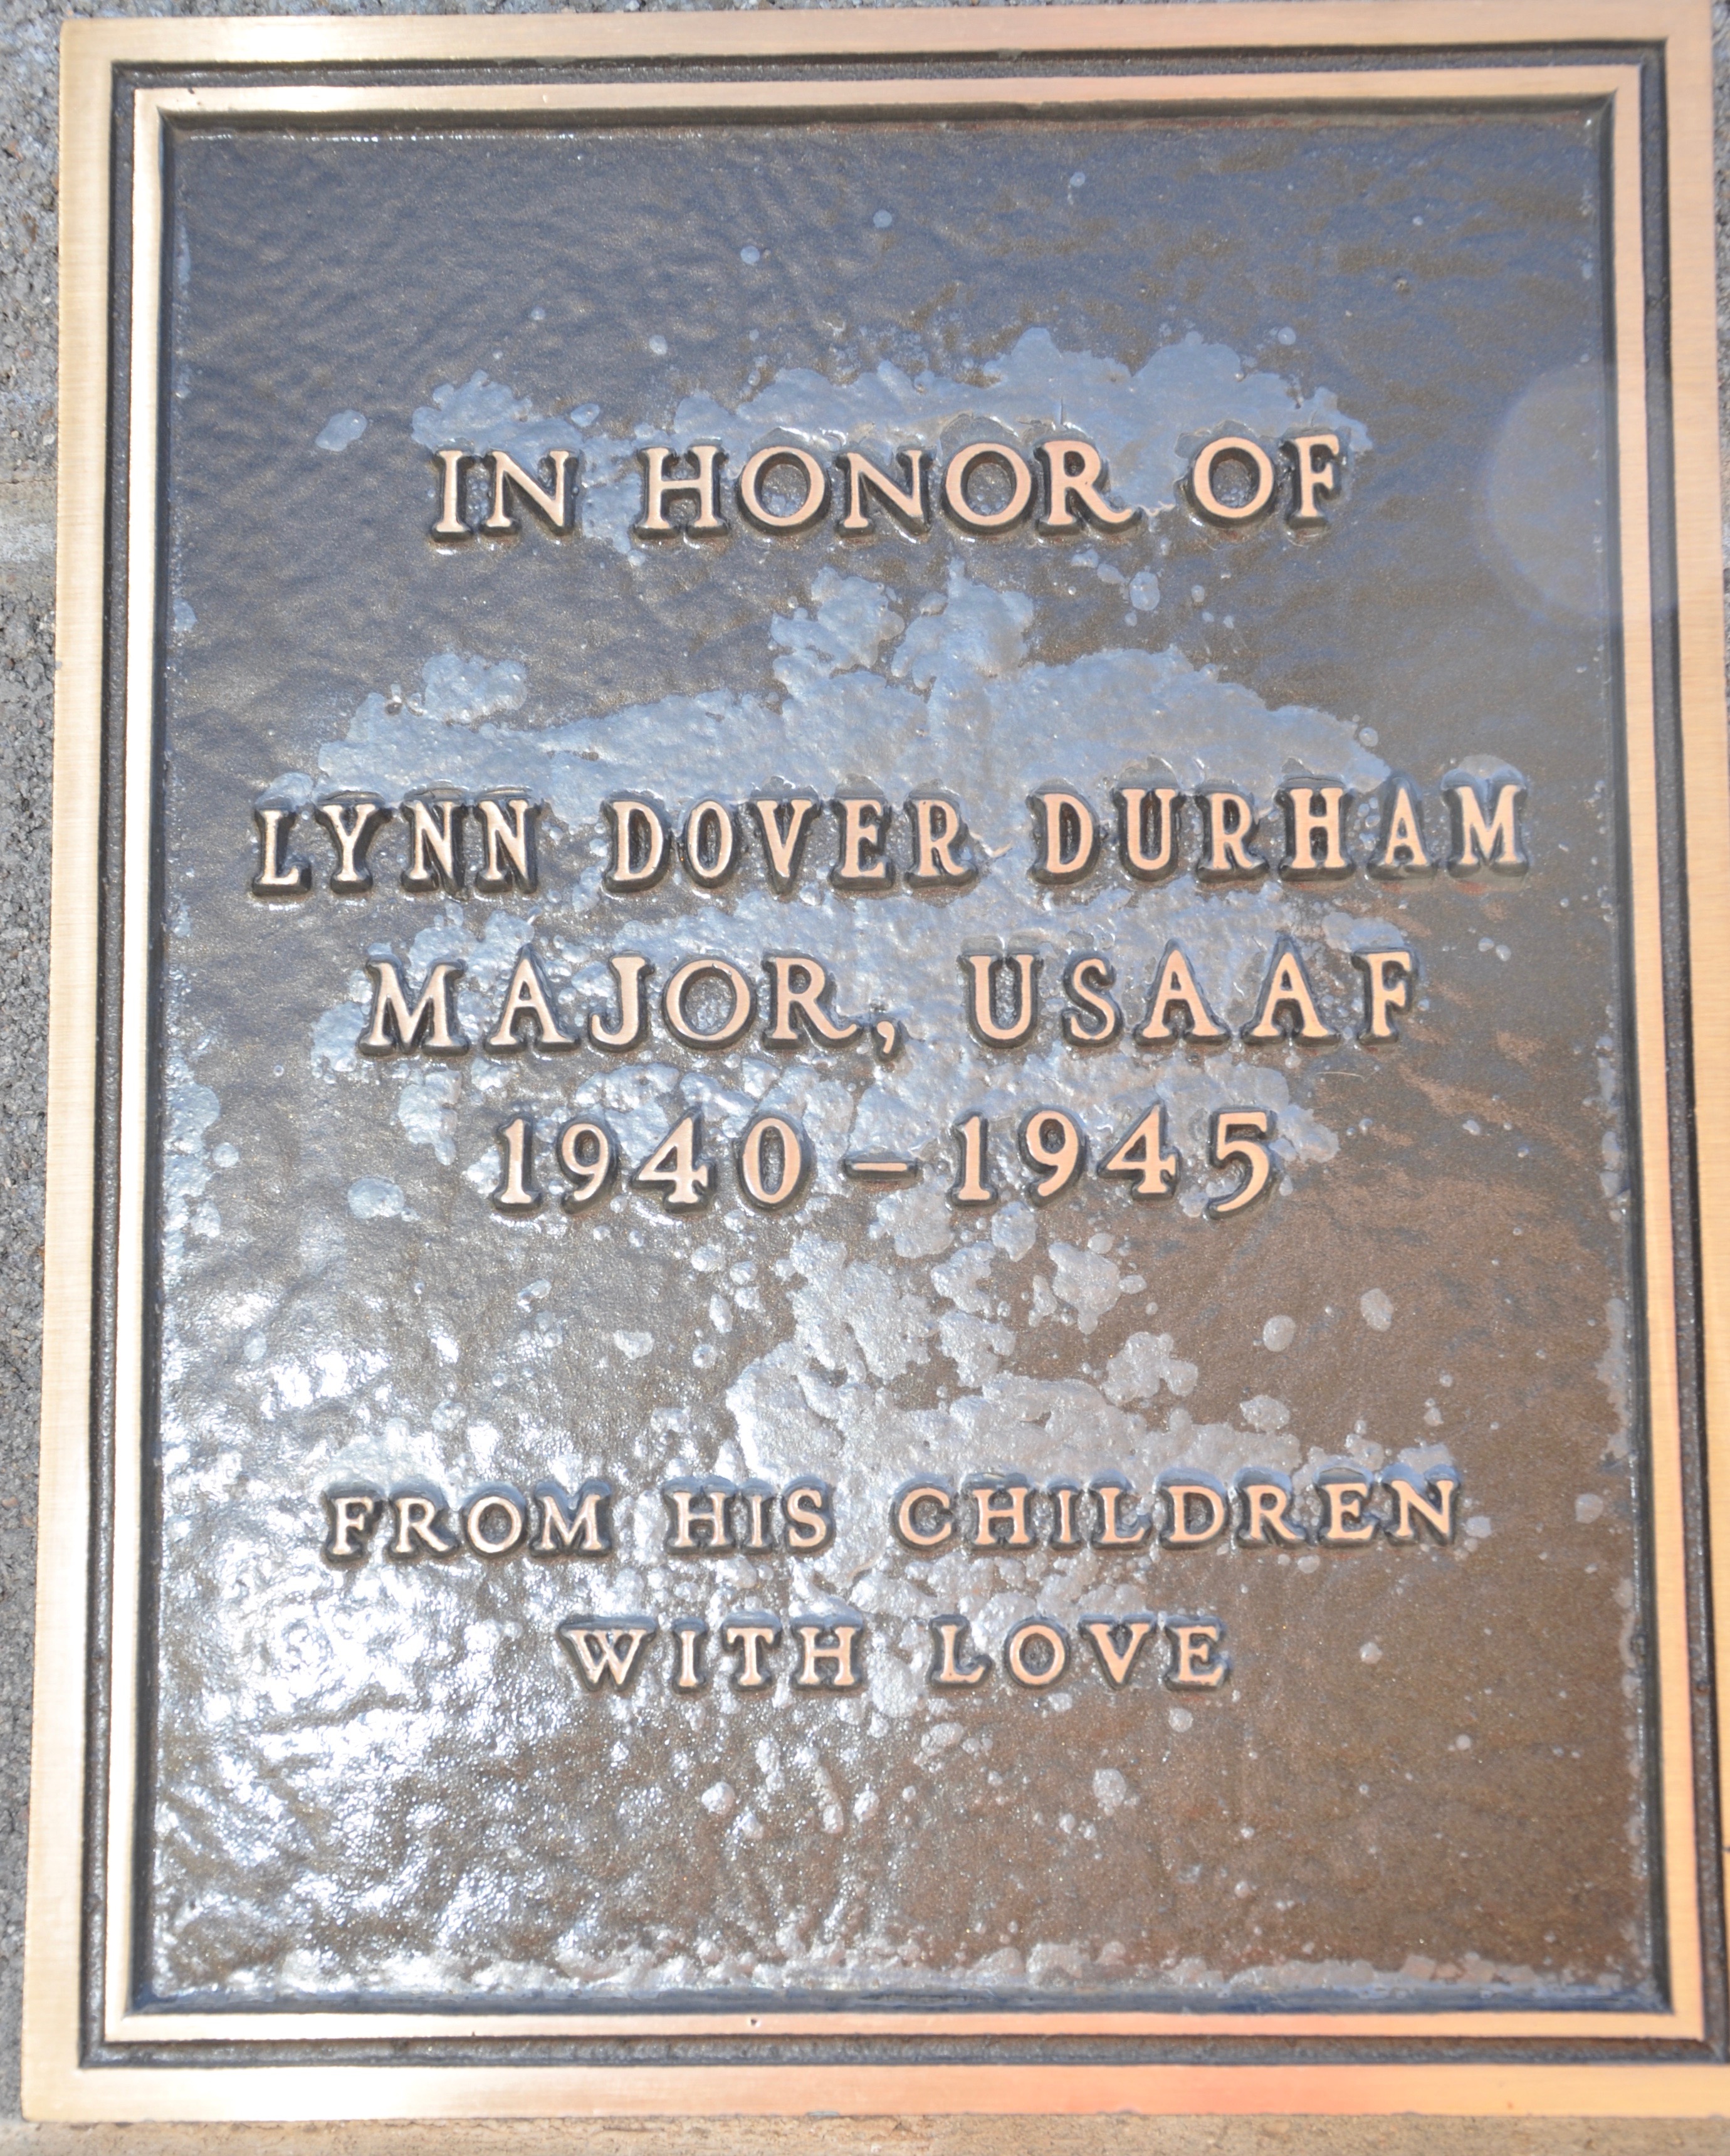 IN HONOR OF
LYNN DOVER DURHAM
MAJOR, USAAF
1940–1945
FROM HIS CHILDREN
WITH LOVE